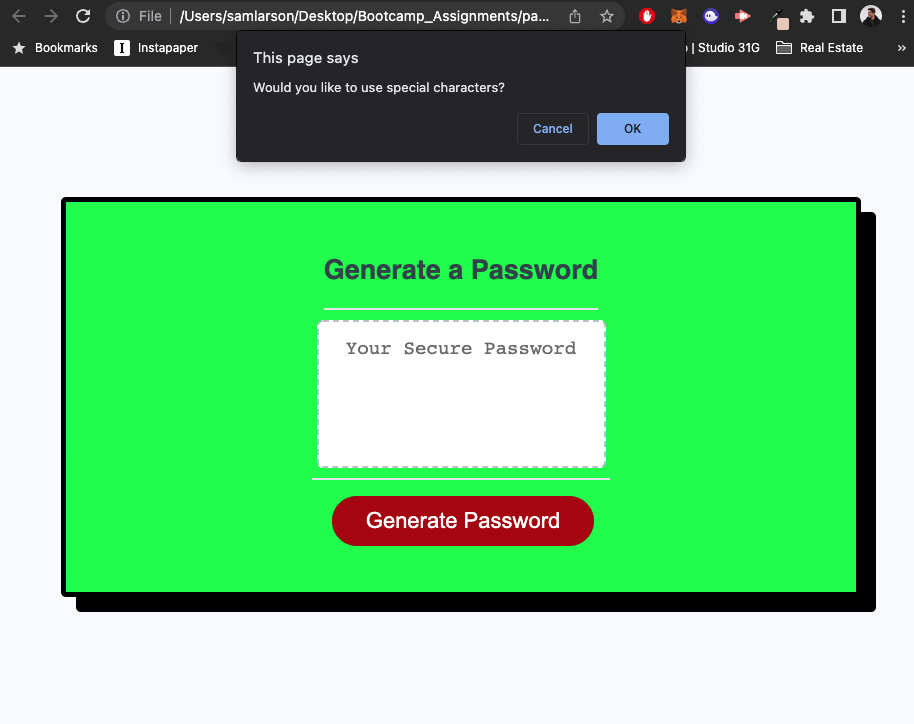 File /Users/samlarson/Desktop/Bootcamp_Assignments/pa...
Bookmarks I Instapaper | Studio 31G Real Estate »
This page says
Would you like to use special characters?
Cancel OK
Generate a Password
Your Secure Password
Generate Password